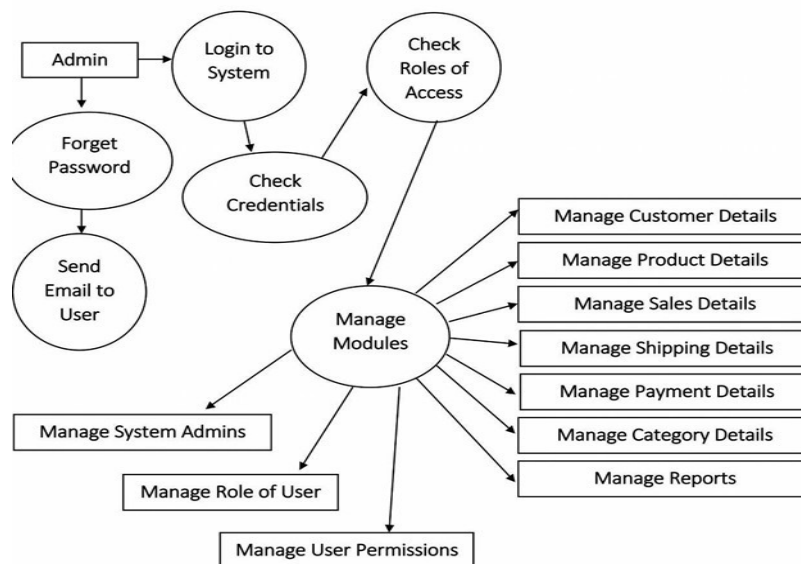 Admin
Login to
System
Check
Roles of
Access
Forget
Password
Check
Credentials
Send
Email to
User
Manage
Modules
Manage Customer Details
Manage Product Details
Manage Sales Details
Manage Shipping Details
Manage Payment Details
Manage Category Details
Manage Reports
Manage System Admins
Manage Role of User
Manage User Permissions